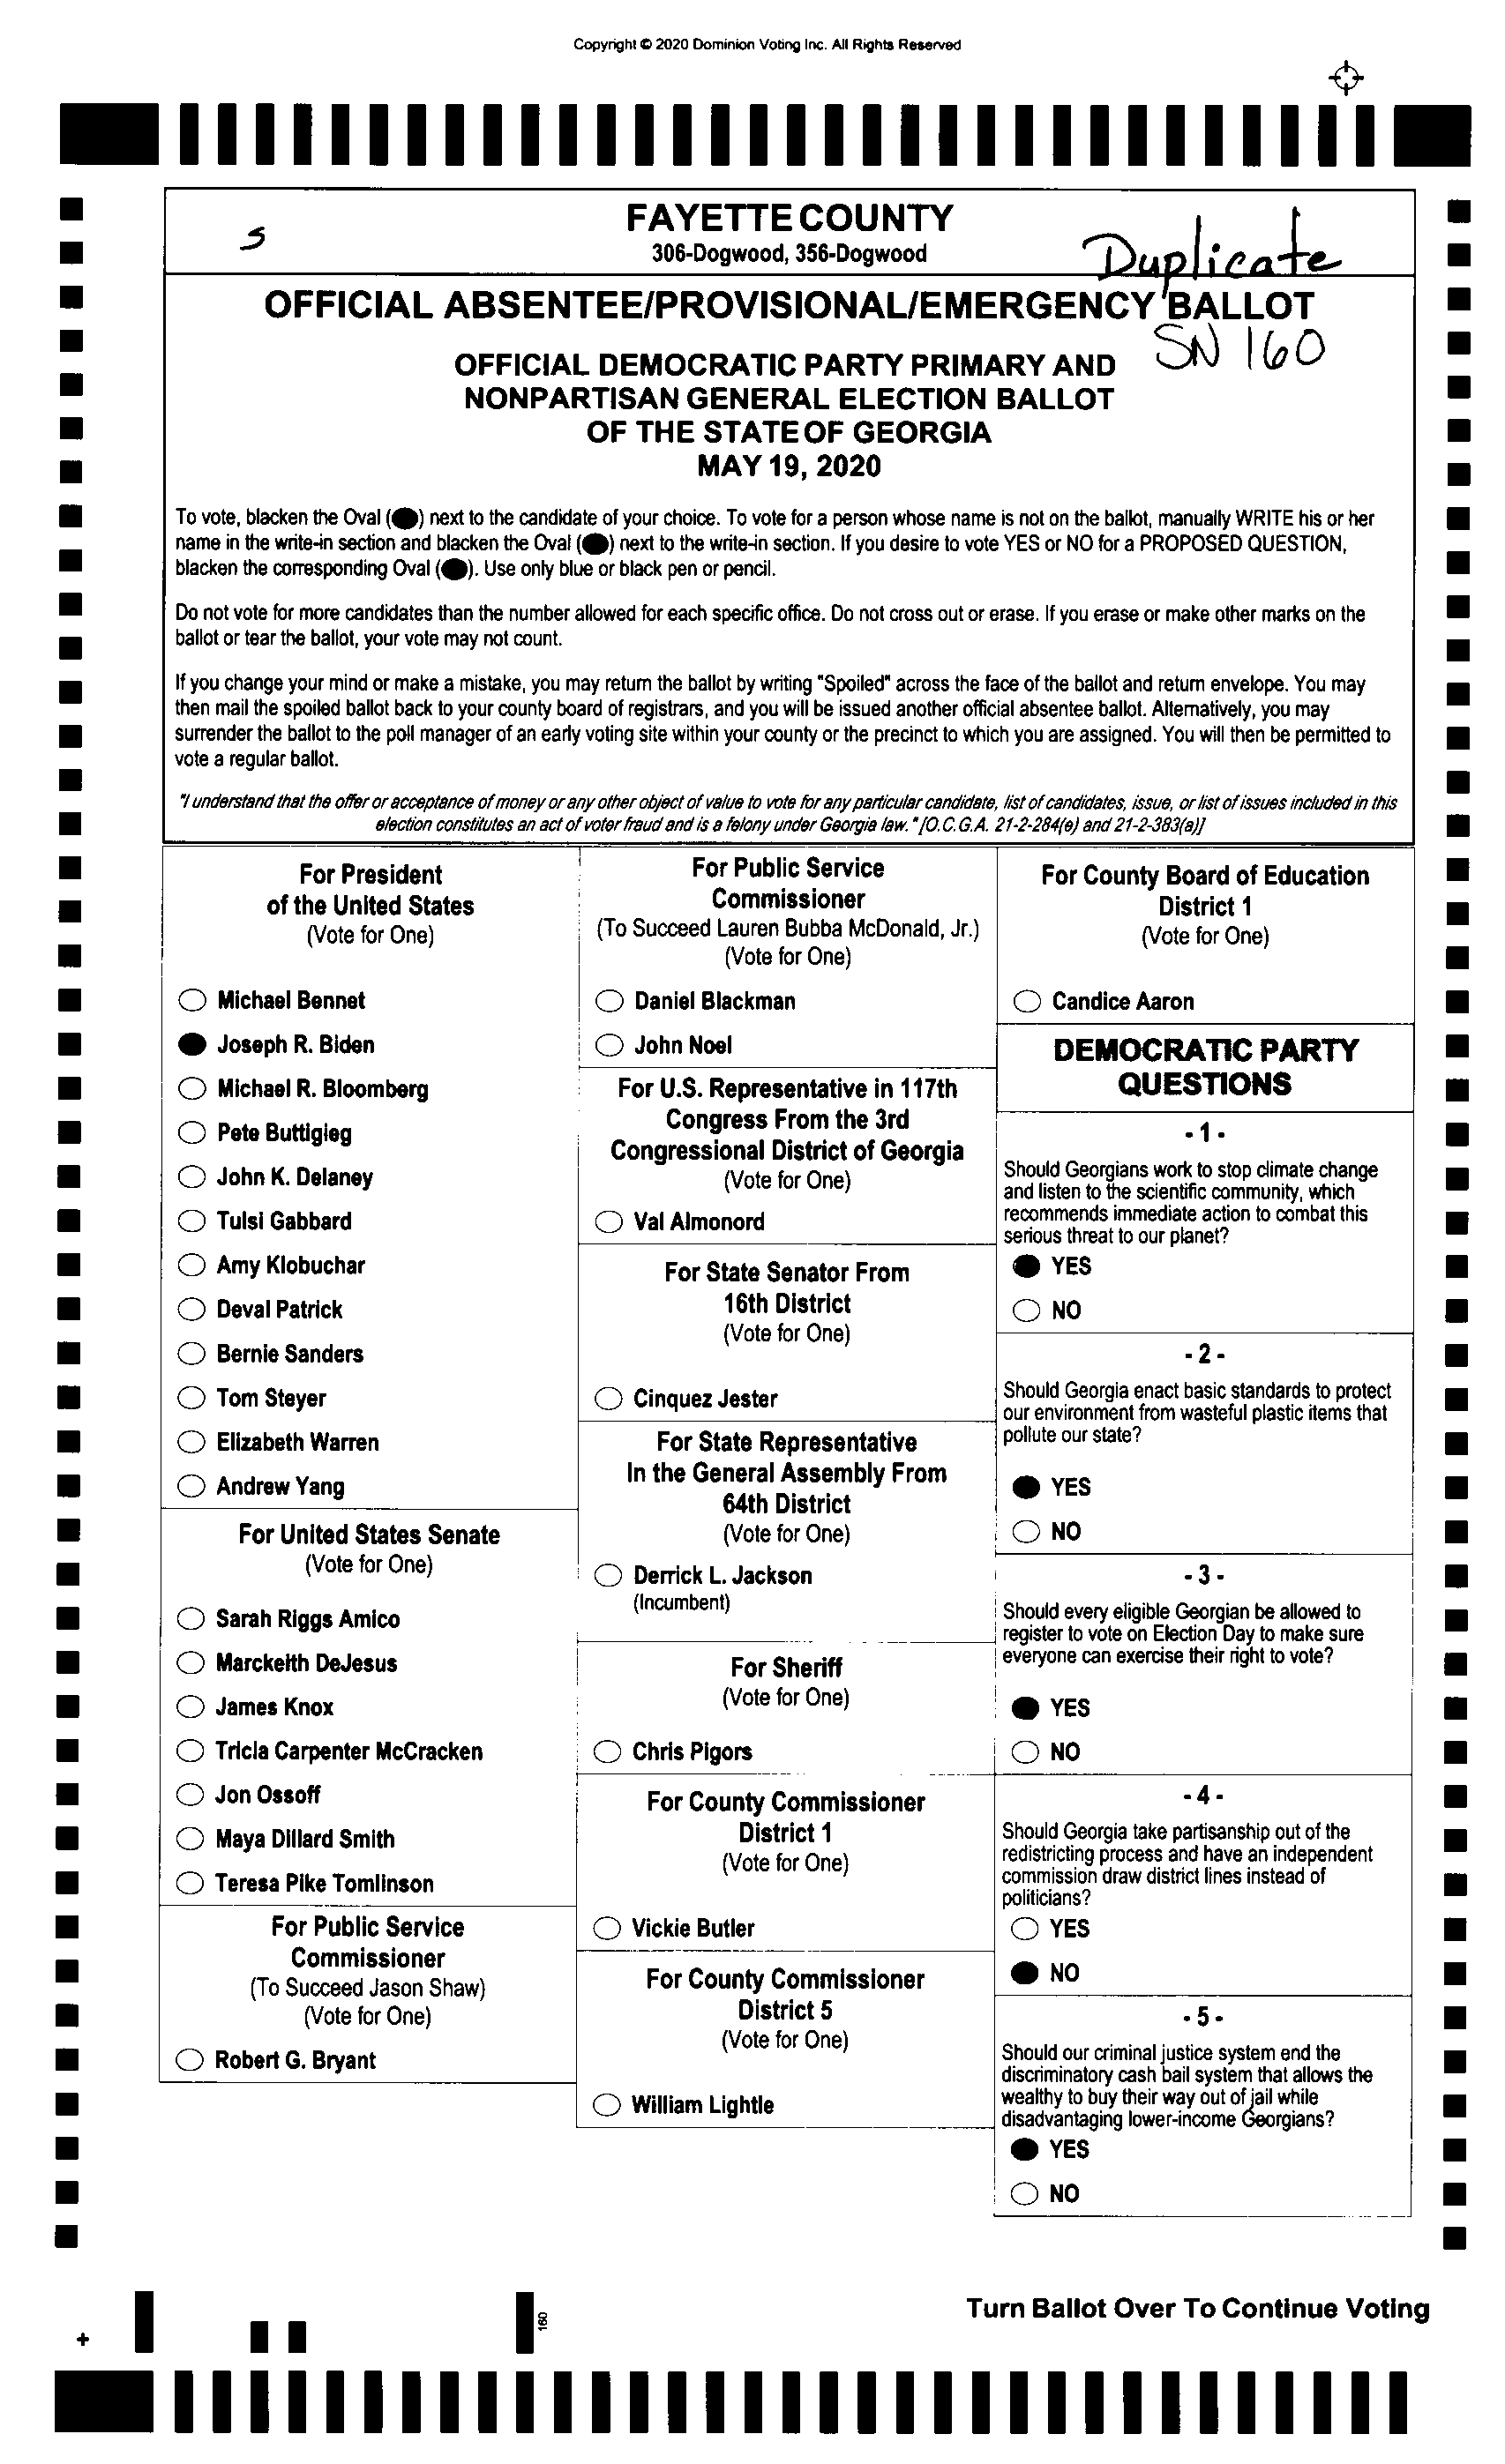 Copyright © 2020 Dominion Voting Inc. All Rights Reserved
FAYETTE COUNTY
S
306-Dogwood, 356-Dogwood
Duplicate
OFFICIAL ABSENTEE/PROVISIONAL/EMERGENCY BALLOT
SN 160
OFFICIAL DEMOCRATIC PARTY PRIMARY AND
NONPARTISAN GENERAL ELECTION BALLOT
OF THE STATE OF GEORGIA
MAY 19, 2020
To vote, blacken the Oval (●) next to the candidate of your choice. To vote for a person whose name is not on the ballot, manually WRITE his or her
name in the write-in section and blacken the Oval (●) next to the write-in section. If you desire to vote YES or NO for a PROPOSED QUESTION,
blacken the corresponding Oval (●). Use only blue or black pen or pencil.
Do not vote for more candidates than the number allowed for each specific office. Do not cross out or erase. If you erase or make other marks on the
ballot or tear the ballot, your vote may not count.
If you change your mind or make a mistake, you may return the ballot by writing "Spoiled" across the face of the ballot and return envelope. You may
then mail the spoiled ballot back to your county board of registrars, and you will be issued another official absentee ballot. Alternatively, you may
surrender the ballot to the poll manager of an early voting site within your county or the precinct to which you are assigned. You will then be permitted to
vote a regular ballot.
"I understand that the offer or acceptance of money or any other object of value to vote for any particular candidate, list of candidates, issue, or list of issues included in this
election constitutes an act of voter fraud and is a felony under Georgia law." [O.C.G.A. 21-2-284(e) and 21-2-383(a)]
For President
of the United States
(Vote for One)
Michael Bennet
Joseph R. Biden
Michael R. Bloomberg
Pete Buttigieg
John K. Delaney
Tulsi Gabbard
Amy Klobuchar
Deval Patrick
Bernie Sanders
Tom Steyer
Elizabeth Warren
Andrew Yang
For United States Senate
(Vote for One)
Sarah Riggs Amico
Marckeith DeJesus
James Knox
Tricia Carpenter McCracken
Jon Ossoff
Maya Dillard Smith
Teresa Pike Tomlinson
For Public Service
Commissioner
(To Succeed Jason Shaw)
(Vote for One)
Robert G. Bryant
For Public Service
Commissioner
(To Succeed Lauren Bubba McDonald, Jr.)
(Vote for One)
Daniel Blackman
John Noel
For U.S. Representative in 117th
Congress From the 3rd
Congressional District of Georgia
(Vote for One)
Val Almonord
For State Senator From
16th District
(Vote for One)
Cinquez Jester
For State Representative
In the General Assembly From
64th District
(Vote for One)
Derrick L. Jackson
(Incumbent)
For Sheriff
(Vote for One)
Chris Pigors
For County Commissioner
District 1
(Vote for One)
Vickie Butler
For County Commissioner
District 5
(Vote for One)
William Lightle
For County Board of Education
District 1
(Vote for One)
Candice Aaron
DEMOCRATIC PARTY
QUESTIONS
- 1 -
Should Georgians work to stop climate change
and listen to the scientific community, which
recommends immediate action to combat this
serious threat to our planet?
YES
NO
- 2 -
Should Georgia enact basic standards to protect
our environment from wasteful plastic items that
pollute our state?
YES
NO
- 3 -
Should every eligible Georgian be allowed to
register to vote on Election Day to make sure
everyone can exercise their right to vote?
YES
NO
- 4 -
Should Georgia take partisanship out of the
redistricting process and have an independent
commission draw district lines instead of
politicians?
YES
NO
- 5 -
Should our criminal justice system end the
discriminatory cash bail system that allows the
wealthy to buy their way out of jail while
disadvantaging lower-income Georgians?
YES
NO
Turn Ballot Over To Continue Voting
160